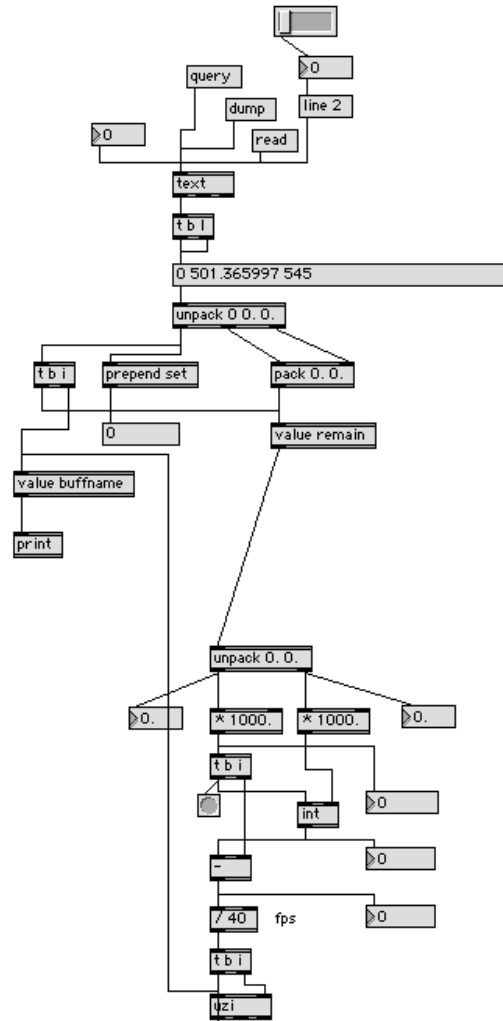 0
query
line 2
dump
0
read
text
t b l
0 501.365997 545
unpack 0 0. 0.
t b i
prepend set
pack 0. 0.
0
value remain
value buffname
print
unpack 0. 0.
0.
* 1000.
* 1000.
0.
t b i
0
int
0
-
/ 40
fps
0
t b i
uzi